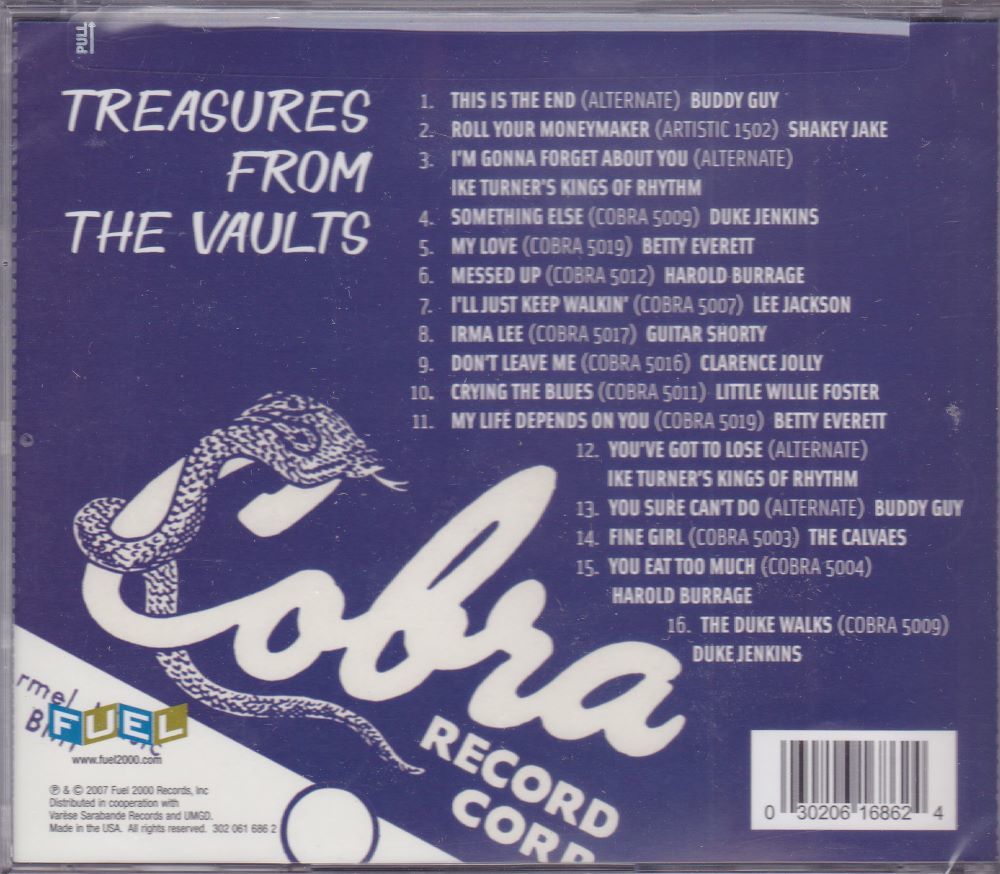 PULL
TREASURES
FROM
THE VAULTS
1. THIS IS THE END (ALTERNATE) BUDDY GUY
2. ROLL YOUR MONEYMAKER (ARTISTIC 1502) SHAKEY JAKE
3. I'M GONNA FORGET ABOUT YOU (ALTERNATE)
IKE TURNER'S KINGS OF RHYTHM
4. SOMETHING ELSE (COBRA 5009) DUKE JENKINS
5. MY LOVE (COBRA 5019) BETTY EVERETT
6. MESSED UP (COBRA 5012) HAROLD BURRAGE
7. I'LL JUST KEEP WALKIN' (COBRA 5007) LEE JACKSON
8. IRMA LEE (COBRA 5017) GUITAR SHORTY
9. DON'T LEAVE ME (COBRA 5016) CLARENCE JOLLY
10. CRYING THE BLUES (COBRA 5011) LITTLE WILLIE FOSTER
11. MY LIFE DEPENDS ON YOU (COBRA 5019) BETTY EVERETT
12. YOU'VE GOT TO LOSE (ALTERNATE)
IKE TURNER'S KINGS OF RHYTHM
13. YOU SURE CAN'T DO (ALTERNATE) BUDDY GUY
14. FINE GIRL (COBRA 5003) THE CALVAES
15. YOU EAT TOO MUCH (COBRA 5004)
HAROLD BURRAGE
16. THE DUKE WALKS (COBRA 5009)
DUKE JENKINS
Cobra
RECORD
CORP
rmel
FUEL
www.fuel2000.com
℗ & © 2007 Fuel 2000 Records, Inc
Distributed in cooperation with
Varèse Sarabande Records and UMGD.
Made in the USA. All rights reserved. 302 061 686 2
0 30206 16862 4